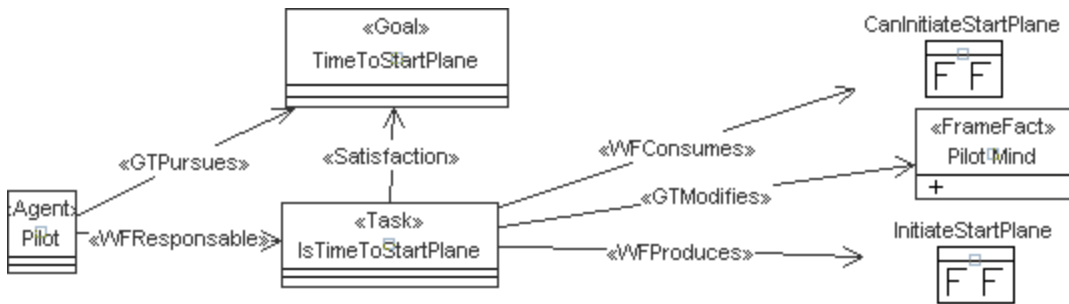 «Goal»
TimeToStartPlane
CanInitiateStartPlane
F F
«GTPursues»
«Satisfaction»
«WFConsumes»
«FrameFact»
Pilot Mind
+
«GTModifies»
«Agent»
Pilot
«WFResponsable»
«Task»
IsTimeToStartPlane
«WFProduces»
InitiateStartPlane
F F